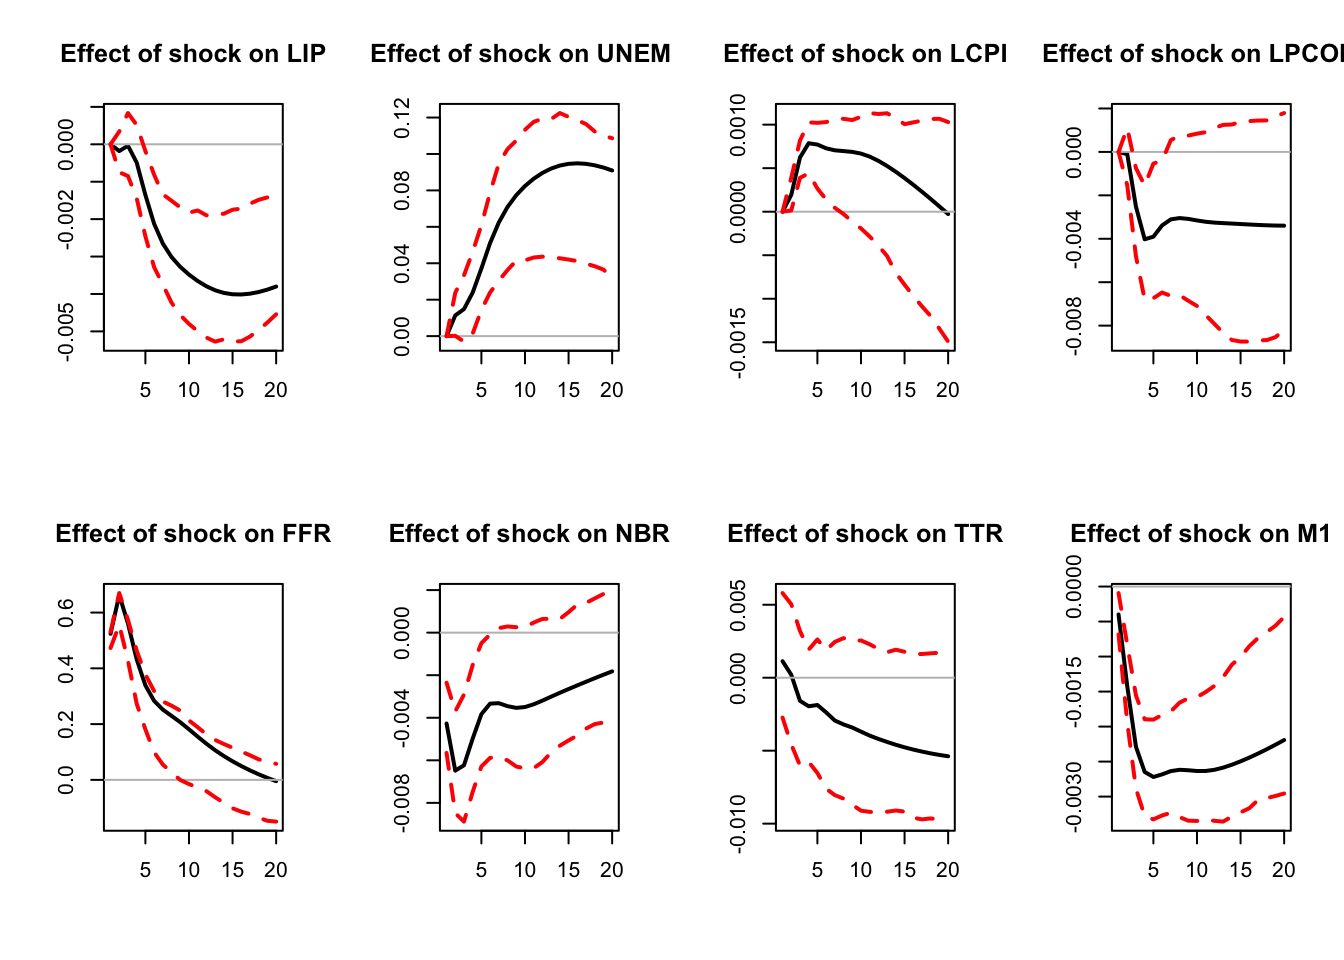 Effect of shock on LIP
0.000
-0.002
-0.005
5 10 15 20
Effect of shock on UNEM
0.12
0.08
0.04
0.00
5 10 15 20
Effect of shock on LCPI
0.0010
0.0000
-0.0015
5 10 15 20
Effect of shock on LPCO
0.000
-0.004
-0.008
5 10 15 20
Effect of shock on FFR
0.6
0.4
0.2
0.0
5 10 15 20
Effect of shock on NBR
0.000
-0.004
-0.008
5 10 15 20
Effect of shock on TTR
0.005
0.000
-0.010
5 10 15 20
Effect of shock on M1
0.0000
-0.0015
-0.0030
5 10 15 20